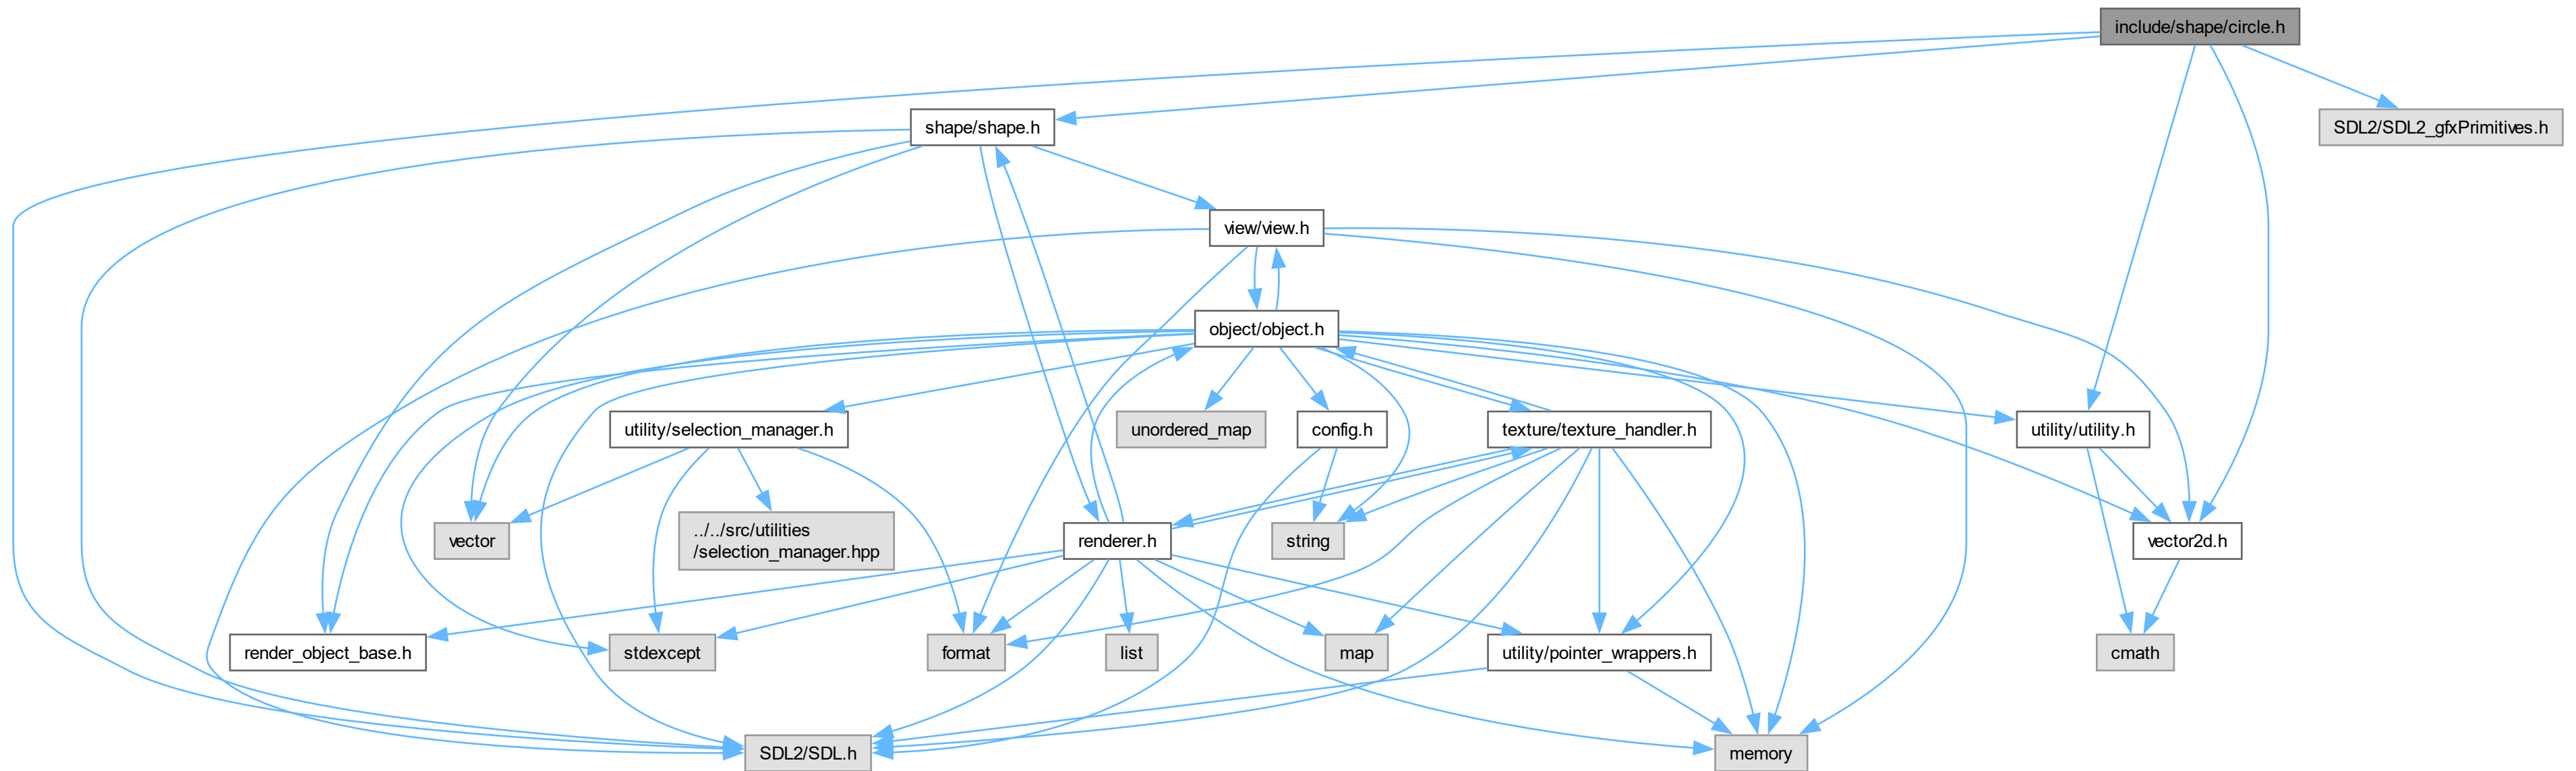 include/shape/circle.h
shape/shape.h
SDL2/SDL2_gfxPrimitives.h
view/view.h
object/object.h
utility/selection_manager.h
unordered_map
config.h
texture/texture_handler.h
utility/utility.h
vector
../../src/utilities
/selection_manager.hpp
renderer.h
string
vector2d.h
render_object_base.h
stdexcept
format
list
map
utility/pointer_wrappers.h
cmath
SDL2/SDL.h
memory